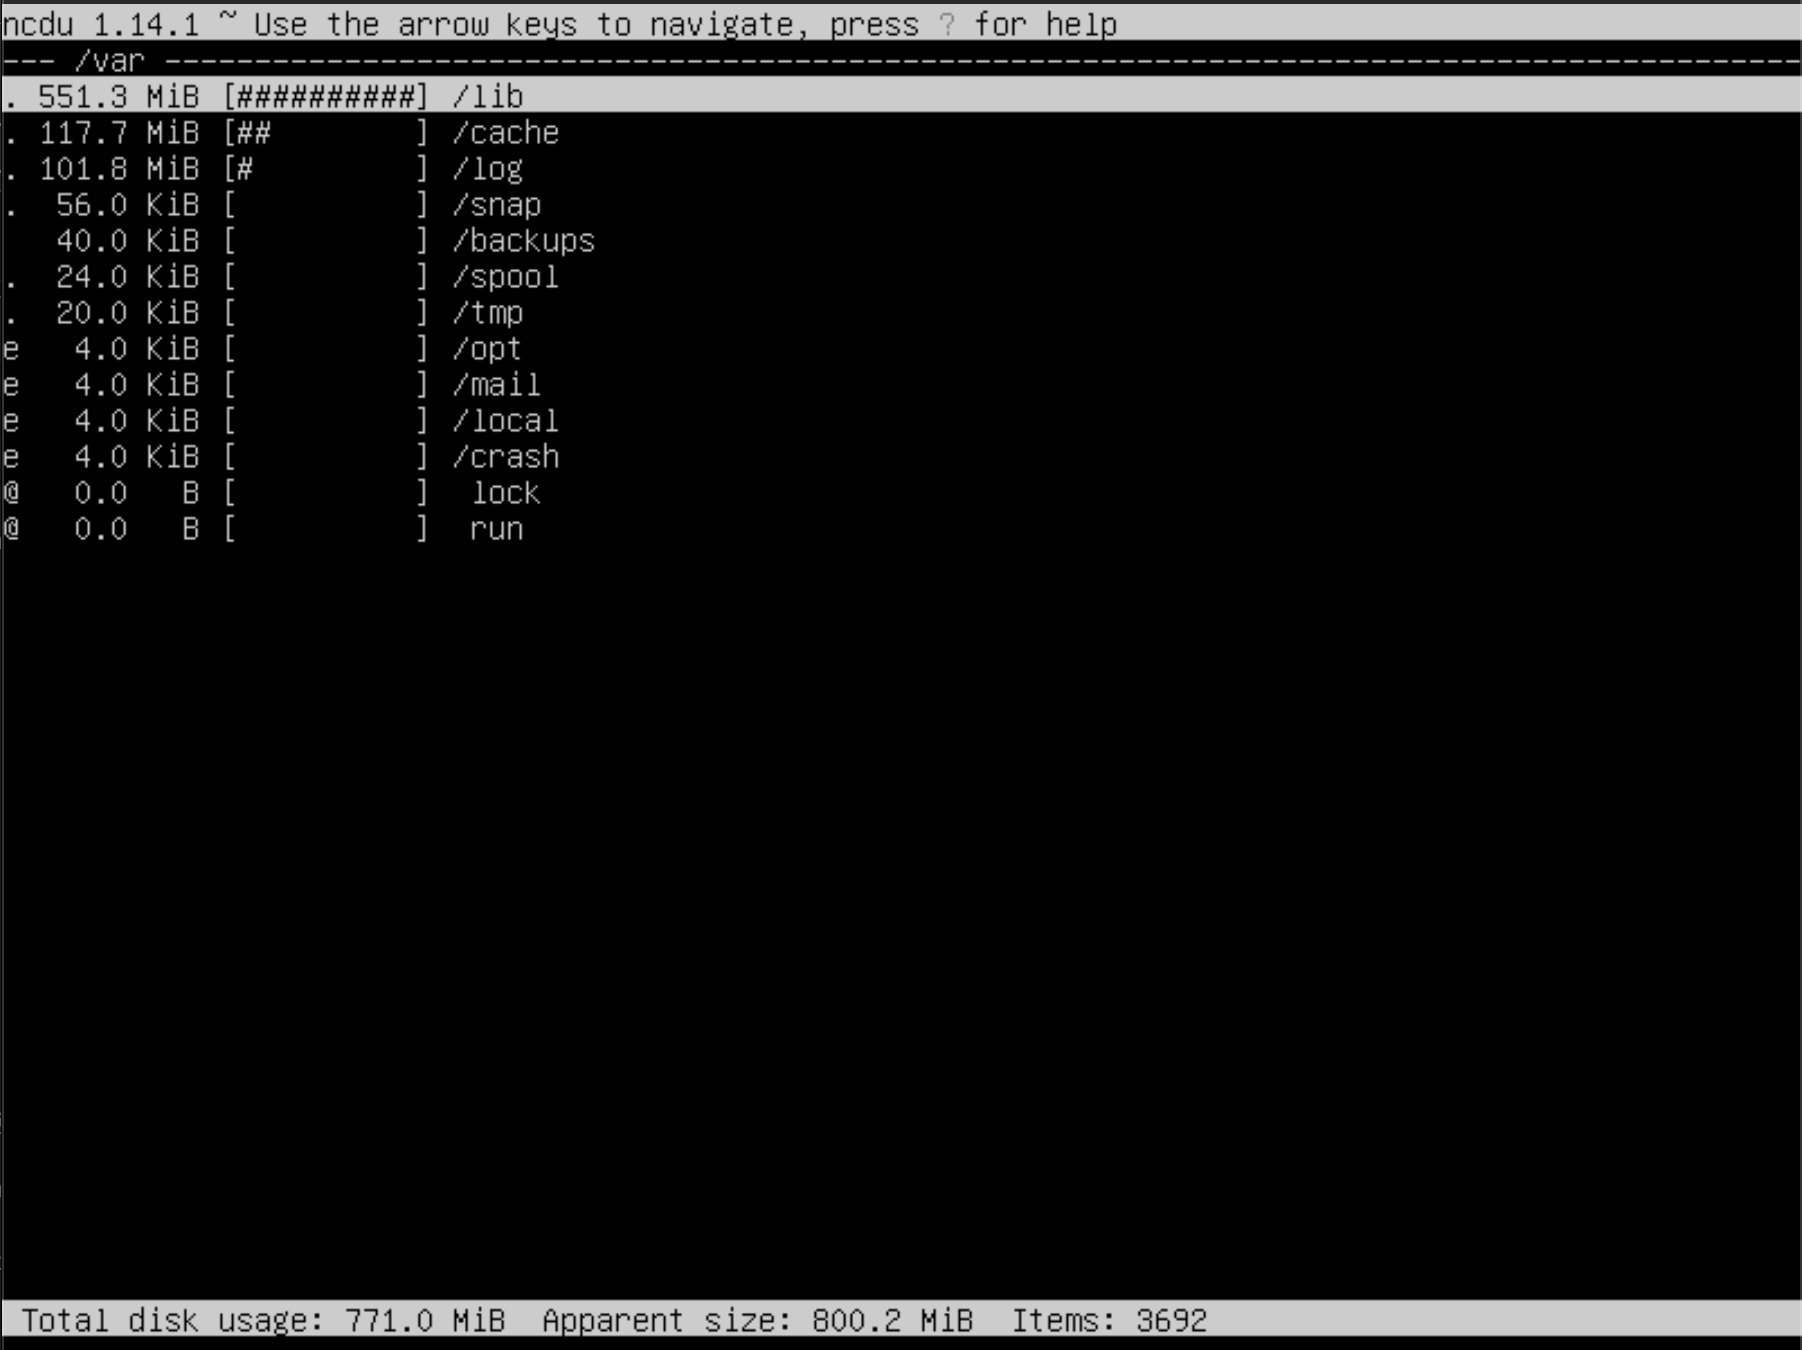 ncdu 1.14.1 ~ Use the arrow keys to navigate, press ? for help
--- /var -------------------------------------------------------------------------------------------
. 551.3 MiB [##########] /lib
. 117.7 MiB [##        ] /cache
. 101.8 MiB [#         ] /log
.  56.0 KiB [          ] /snap
   40.0 KiB [          ] /backups
.  24.0 KiB [          ] /spool
.  20.0 KiB [          ] /tmp
e   4.0 KiB [          ] /opt
e   4.0 KiB [          ] /mail
e   4.0 KiB [          ] /local
e   4.0 KiB [          ] /crash
@   0.0   B [          ]  lock
@   0.0   B [          ]  run
Total disk usage: 771.0 MiB  Apparent size: 800.2 MiB  Items: 3692